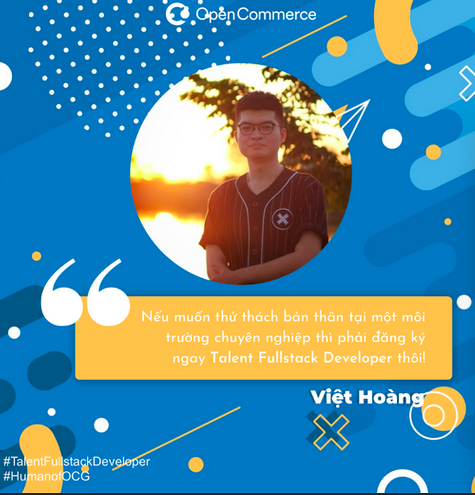 OpenCommerce
Nếu muốn thử thách bản thân tại một môi
trường chuyên nghiệp thì phải đăng ký
ngay Talent Fullstack Developer thôi!
Việt Hoàng
#TalentFullstackDeveloper
#HumanofOCG